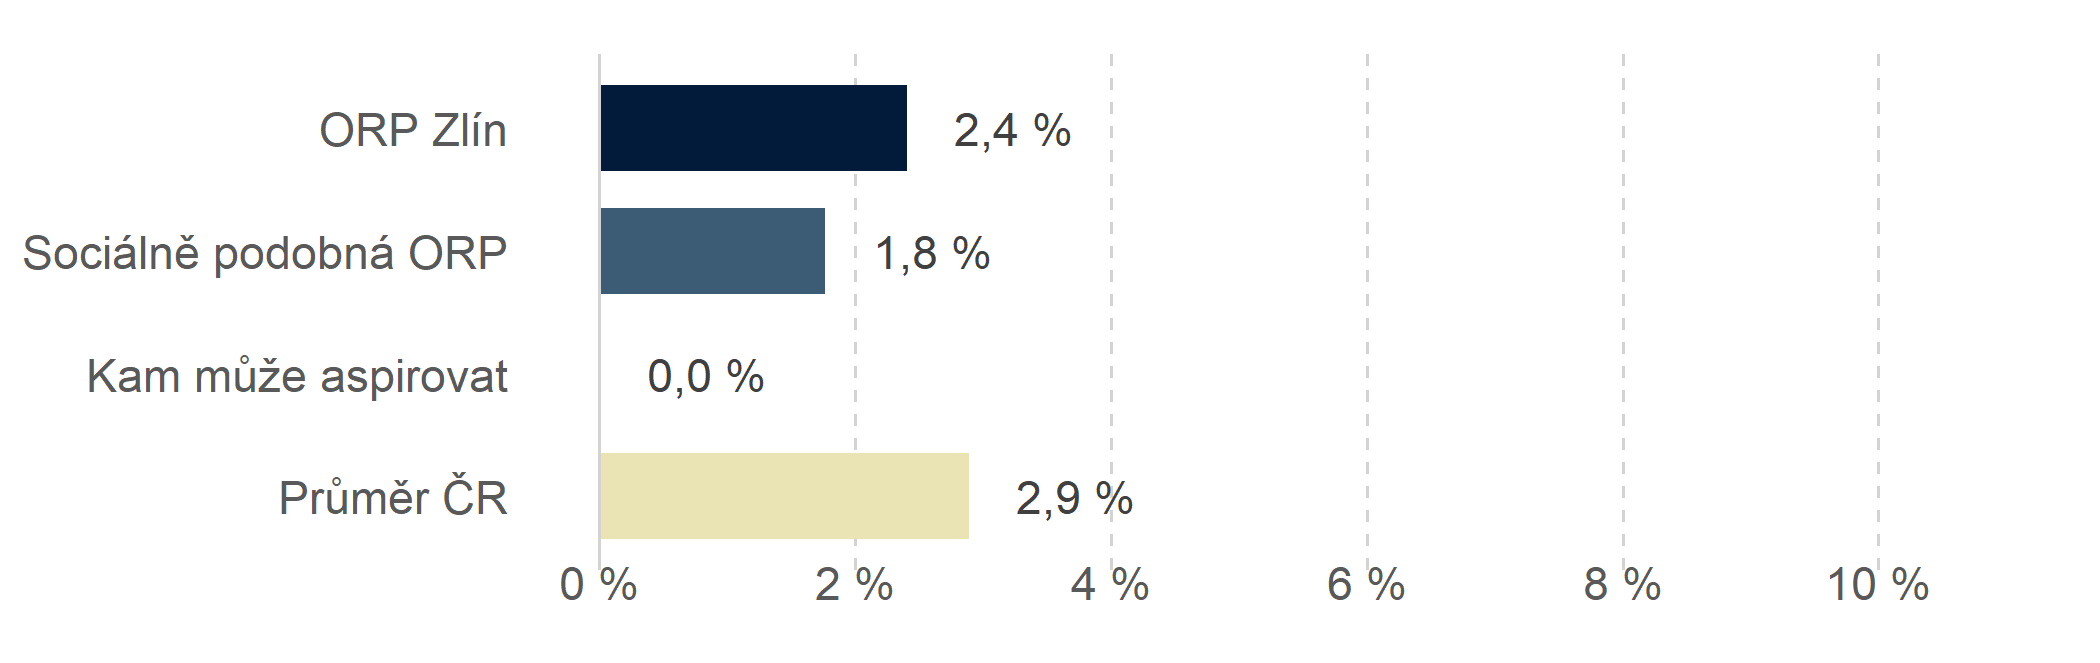 ORP Zlín 2,4 %
Sociálně podobná ORP 1,8 %
Kam může aspirovat 0,0 %
Průměr ČR 2,9 %
0 % 2 % 4 % 6 % 8 % 10 %